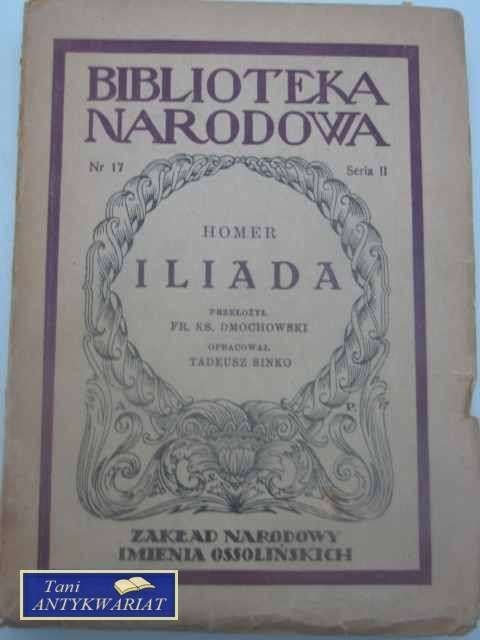 BIBLIOTEKA
NARODOWA
Nr 17 Seria II
HOMER
ILIADA
PRZEŁOŻYŁ
FR. KS. DMOCHOWSKI
OPRACOWAŁ
TADEUSZ SINKO
A. P.
ZAKŁAD NARODOWY
IMIENIA OSSOLIŃSKICH
Tani
ANTYKWARIAT